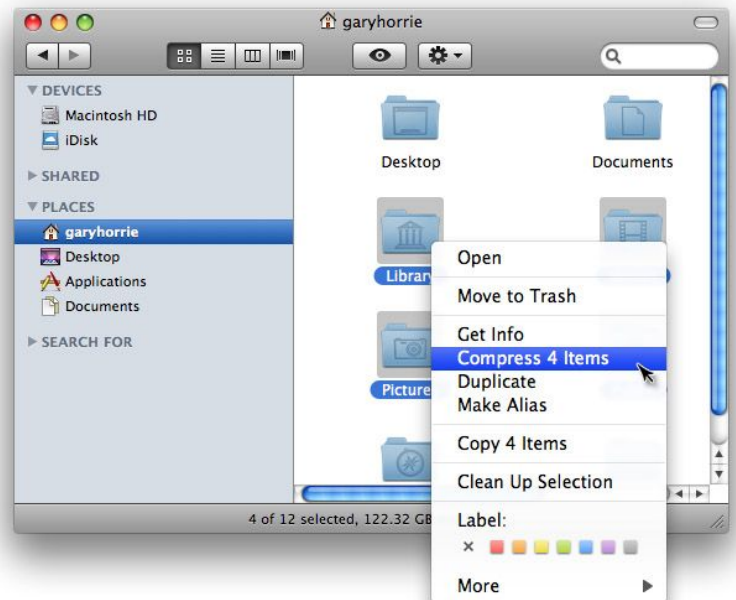 garyhorrie
DEVICES
Macintosh HD
iDisk
SHARED
PLACES
garyhorrie
Desktop
Applications
Documents
SEARCH FOR
Desktop
Documents
Library
Picture
Open
Move to Trash
Get Info
Compress 4 Items
Duplicate
Make Alias
Copy 4 Items
Clean Up Selection
Label:
More
4 of 12 selected, 122.32 GB